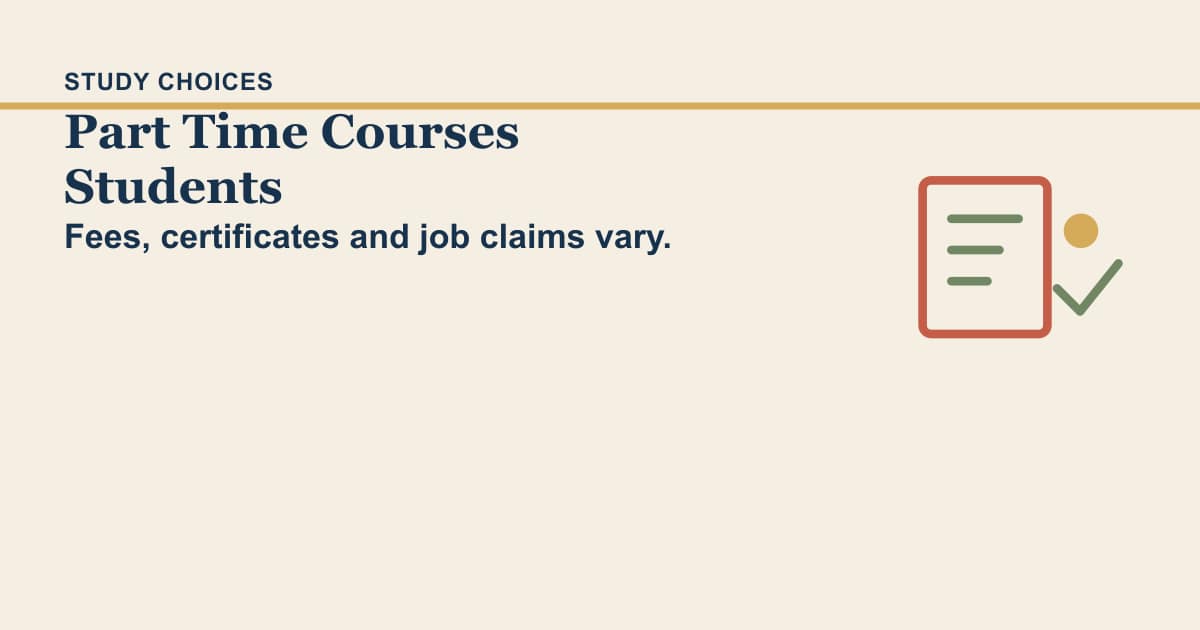 STUDY CHOICES
Part Time Courses
Students
Fees, certificates and job claims vary.